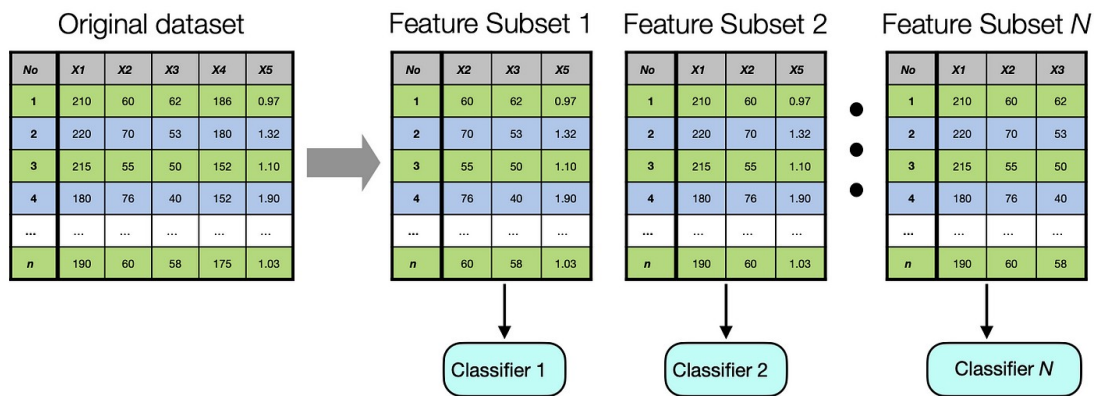 Original dataset
Feature Subset 1
Feature Subset 2
Feature Subset N
No X1 X2 X3 X4 X5
1 210 60 62 186 0.97
2 220 70 53 180 1.32
3 215 55 50 152 1.10
4 180 76 40 152 1.90
... ... ... ... ... ...
n 190 60 58 175 1.03
No X2 X3 X5
1 60 62 0.97
2 70 53 1.32
3 55 50 1.10
4 76 40 1.90
... ... ... ...
n 60 58 1.03
Classifier 1
No X1 X2 X5
1 210 60 0.97
2 220 70 1.32
3 215 55 1.10
4 180 76 1.90
... ... ... ...
n 190 60 1.03
Classifier 2
No X1 X2 X3
1 210 60 62
2 220 70 53
3 215 55 50
4 180 76 40
... ... ... ...
n 190 60 58
Classifier N